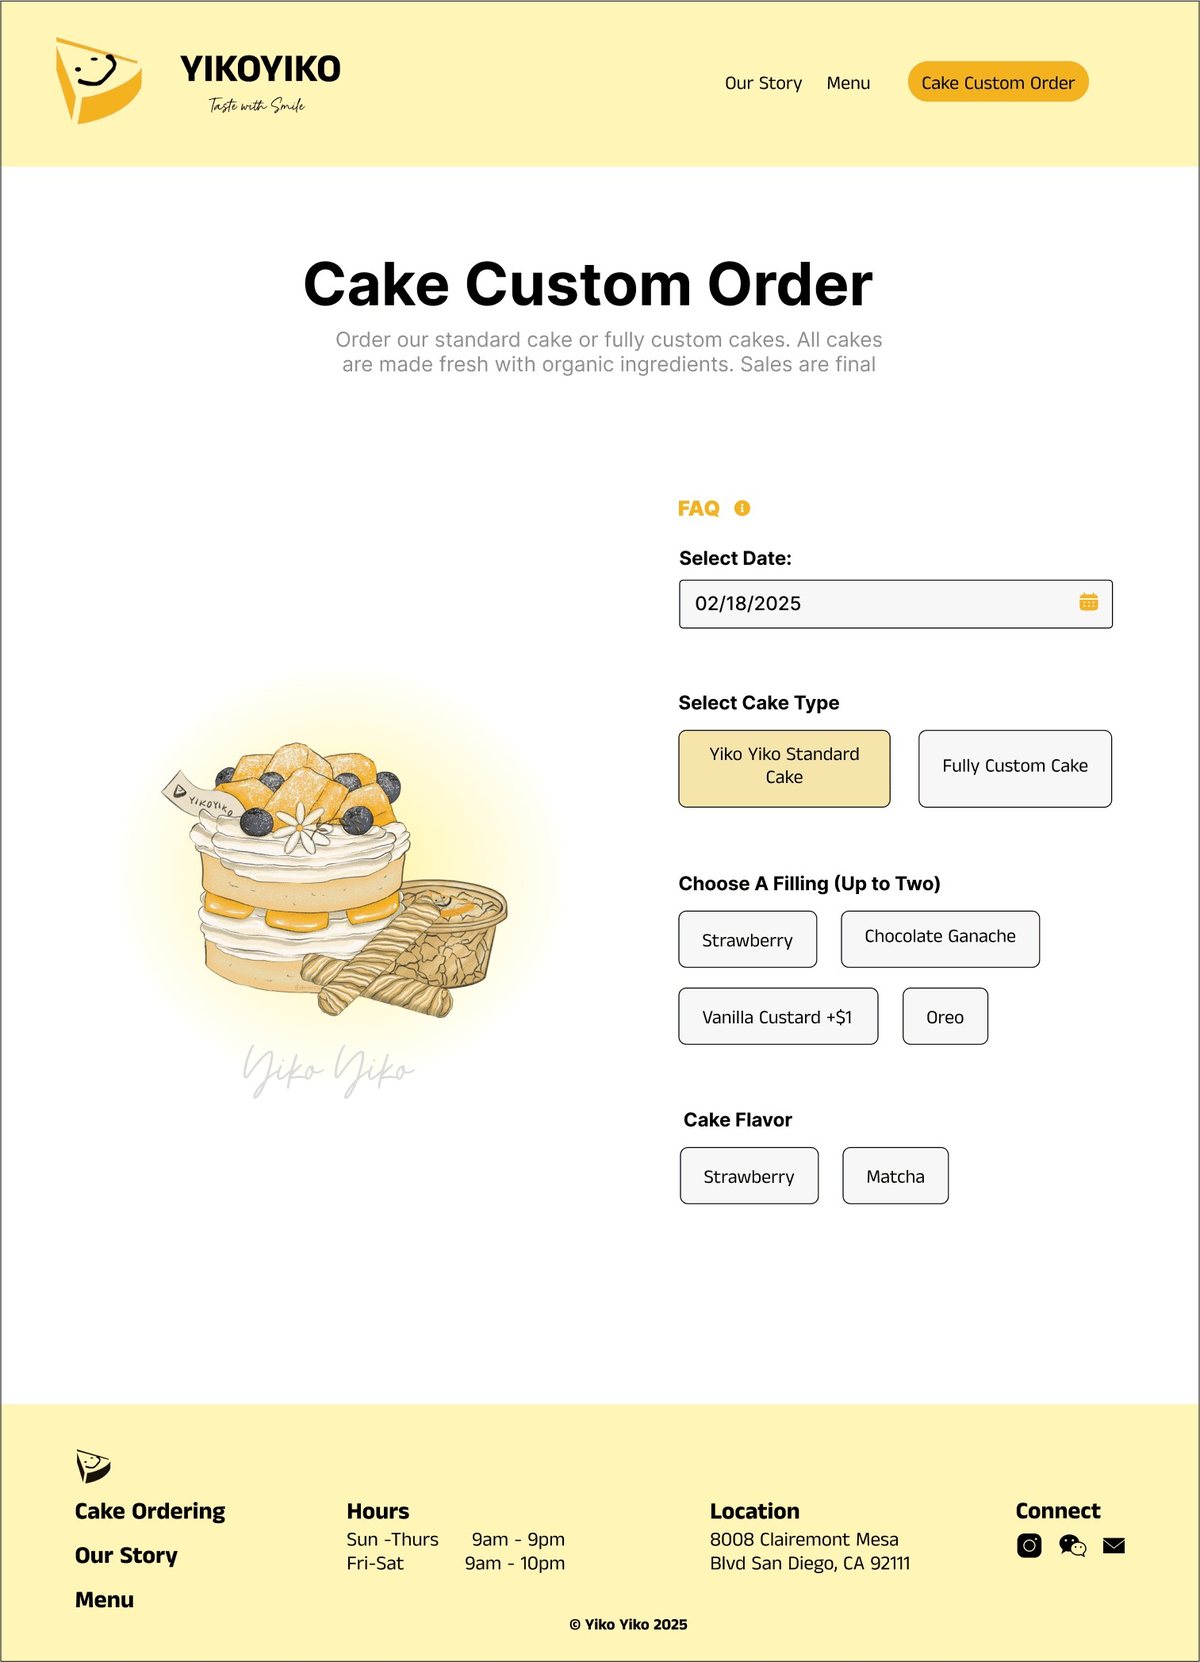 YIKOYIKO
Taste with Smile
Our Story
Menu
Cake Custom Order
Cake Custom Order
Order our standard cake or fully custom cakes. All cakes
are made fresh with organic ingredients. Sales are final
FAQ
Select Date:
02/18/2025
Select Cake Type
Yiko Yiko Standard
Cake
Fully Custom Cake
YIKOYIKO
Choose A Filling (Up to Two)
Strawberry
Chocolate Ganache
Vanilla Custard +$1
Oreo
Yiko Yiko
Cake Flavor
Strawberry
Matcha
Cake Ordering
Our Story
Menu
Hours
Sun -Thurs 9am - 9pm
Fri-Sat 9am - 10pm
Location
8008 Clairemont Mesa
Blvd San Diego, CA 92111
Connect
© Yiko Yiko 2025